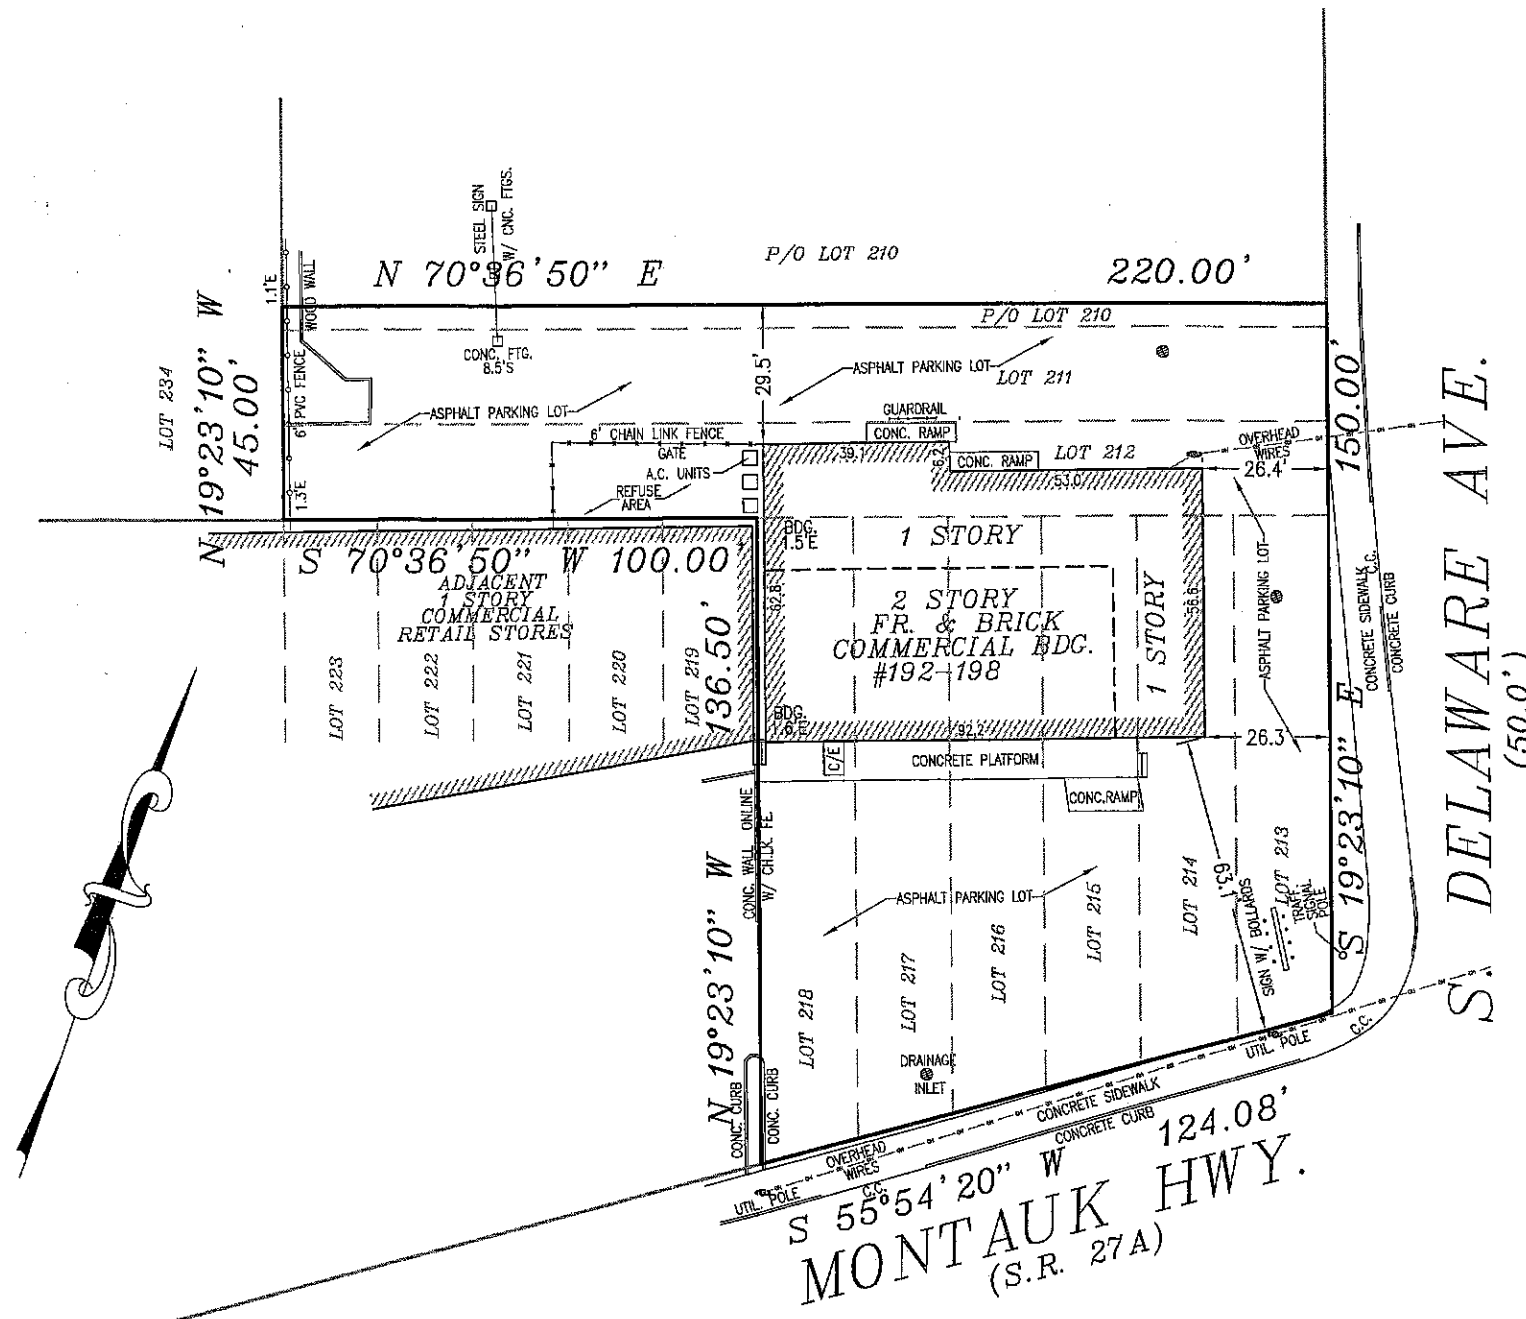 STEEL SIGN
W/ CNC. FTGS.
P/O LOT 210
N 70°36'50" E
220.00'
1.1'E
WOOD WALL
P/O LOT 210
CONC. FTG.
8.5'S
29.5'
ASPHALT PARKING LOT
LOT 211
LOT 234
N 19°23'10" W
45.00'
6' PVC FENCE
ASPHALT PARKING LOT
GUARDRAIL
CONC. RAMP
6' CHAIN LINK FENCE
GATE
39.1
6.2
CONC. RAMP
LOT 212
OVERHEAD
WIRES
26.4'
150.00'
A.C. UNITS
REFUSE
AREA
53.0
1.3'E
S 70°36'50" W 100.00'
BDG.
1.5'E
1 STORY
ADJACENT
1 STORY
COMMERCIAL
RETAIL STORES
62.8
2 STORY
FR. & BRICK
COMMERCIAL BDG.
#192-198
1 STORY
56.6
ASPHALT PARKING LOT
CONCRETE SIDEWALK
C.C.
CONCRETE CURB
S. DELAWARE AVE.
(50.0')
LOT 223
LOT 222
LOT 221
LOT 220
LOT 219
136.50'
BDG.
1.6'E
92.2
26.3
C/E
CONCRETE PLATFORM
CONC.RAMP
S 19°23'10" E
CONC. WALL ONLINE
W/ CH.LK. FE.
N 19°23'10" W
ASPHALT PARKING LOT
63.1'
SIGN W/ BOLLARDS
LOT 213
TRAFF.
SIGNAL
POLE
LOT 218
LOT 217
LOT 216
LOT 215
LOT 214
DRAINAGE
INLET
CONC. CURB
CONC. CURB
UTIL. POLE
C.C.
CONCRETE SIDEWALK
CONCRETE CURB
OVERHEAD
WIRES
C.C.
UTIL. POLE
S 55°54'20" W
124.08'
MONTAUK HWY.
(S.R. 27A)